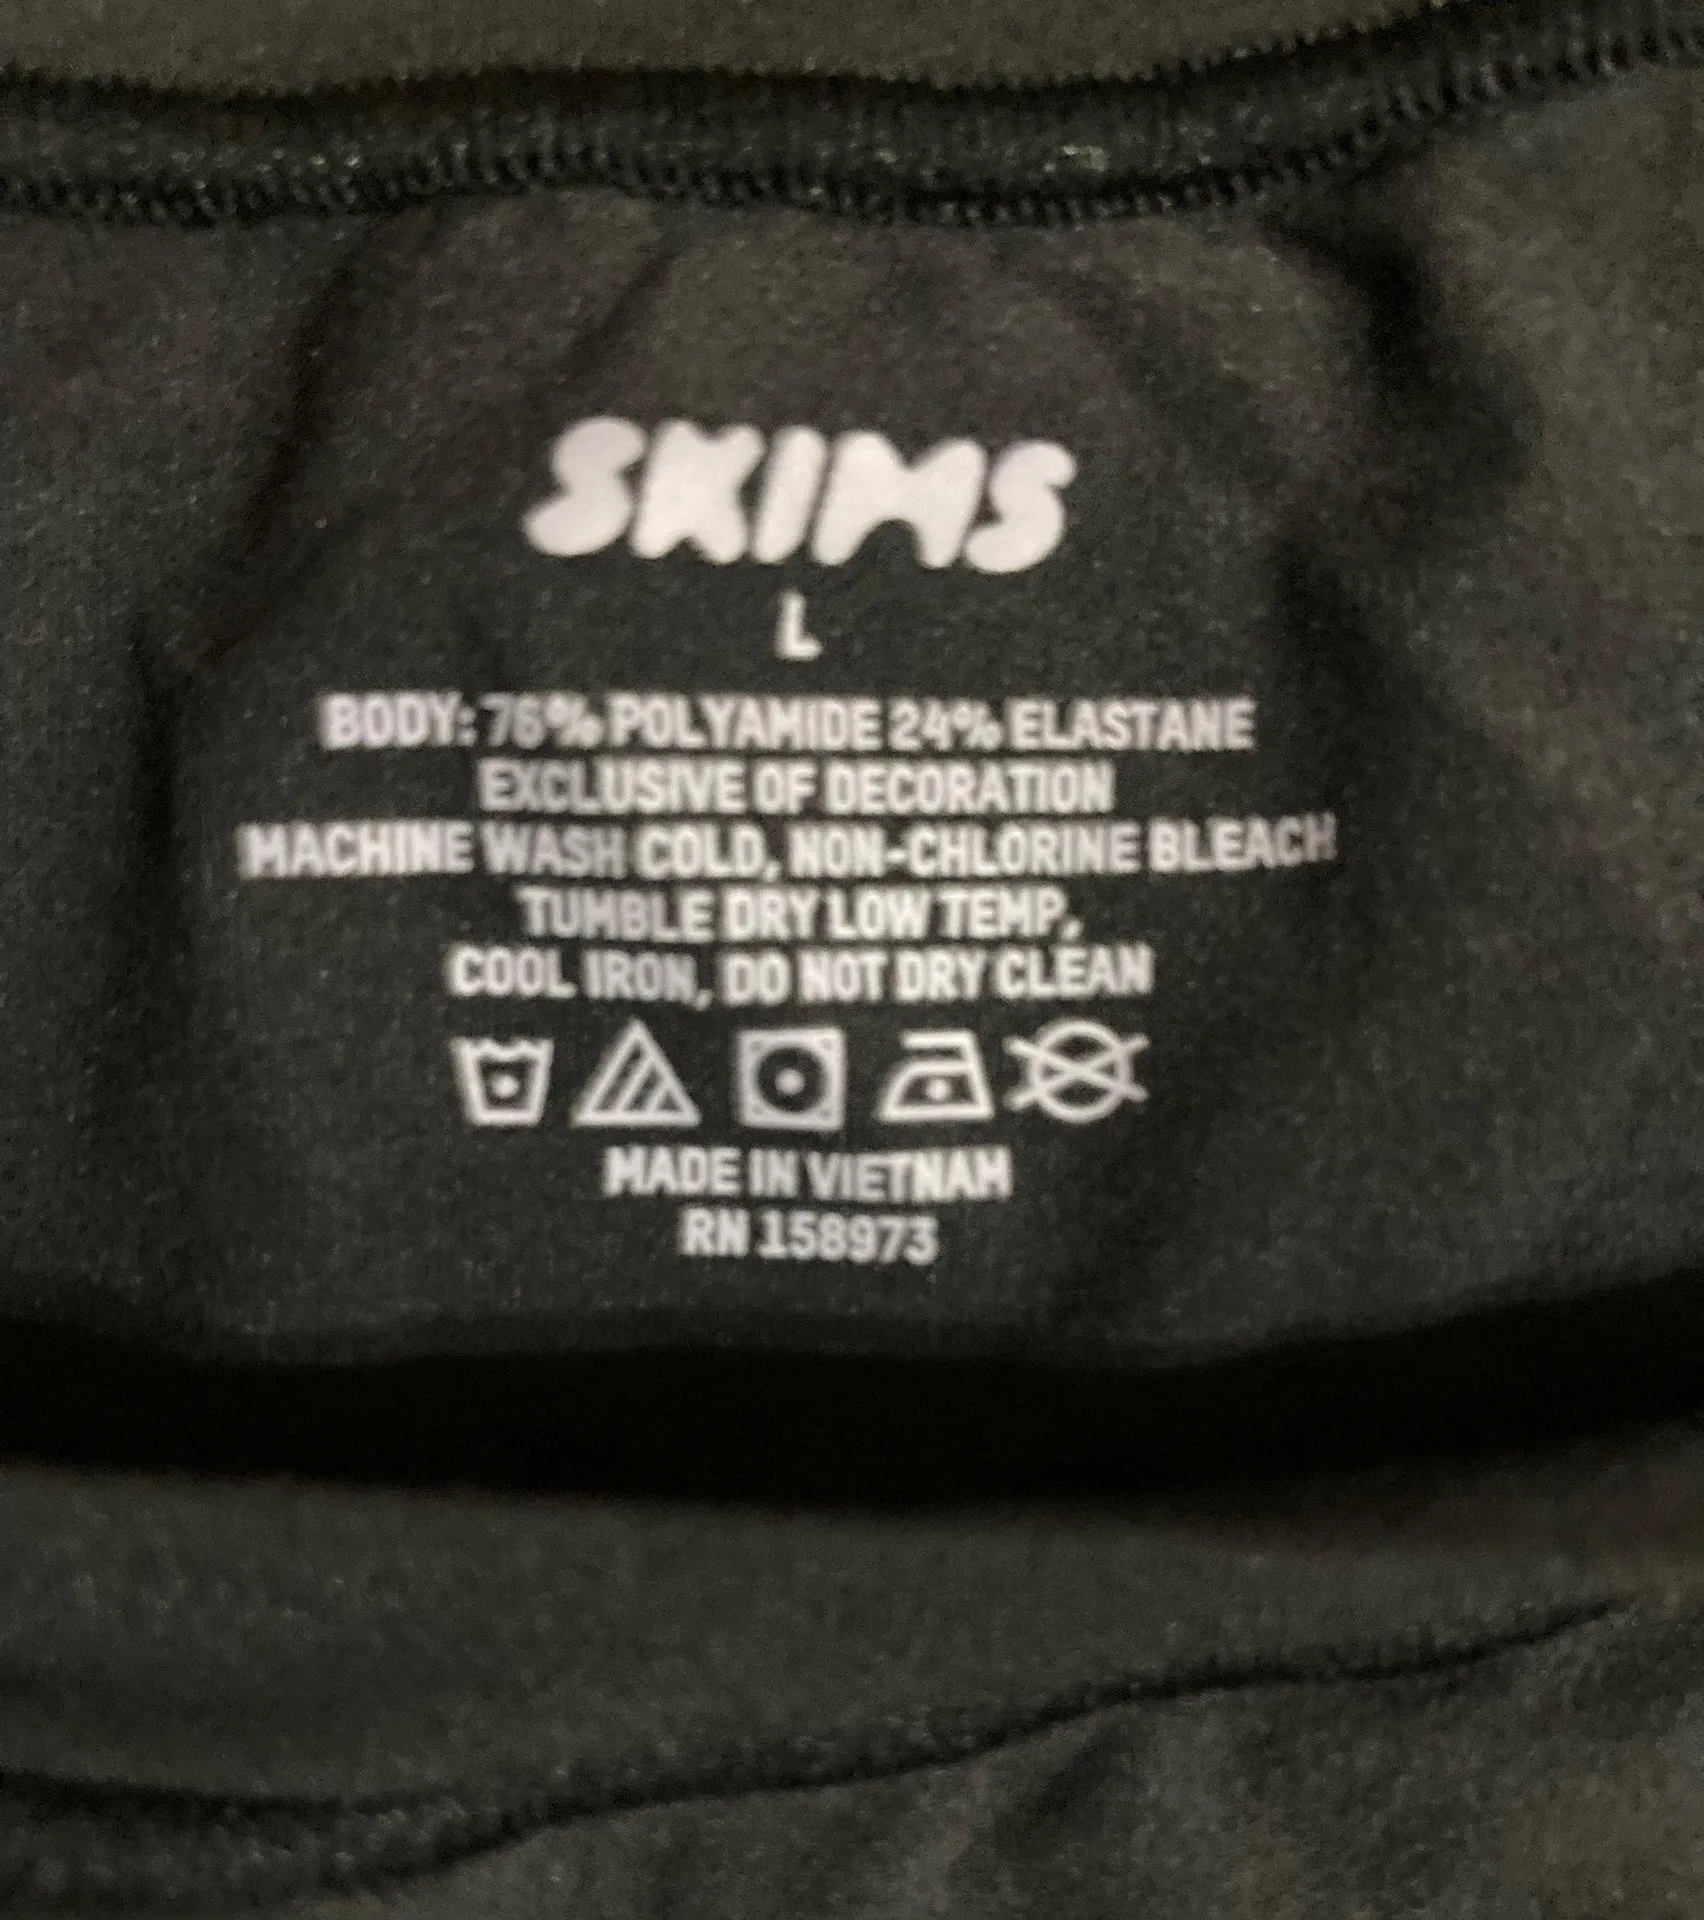 SKIMS
L
BODY: 76% POLYAMIDE 24% ELASTANE
EXCLUSIVE OF DECORATION
MACHINE WASH COLD, NON-CHLORINE BLEACH
TUMBLE DRY LOW TEMP,
COOL IRON, DO NOT DRY CLEAN
MADE IN VIETNAM
RN 158973